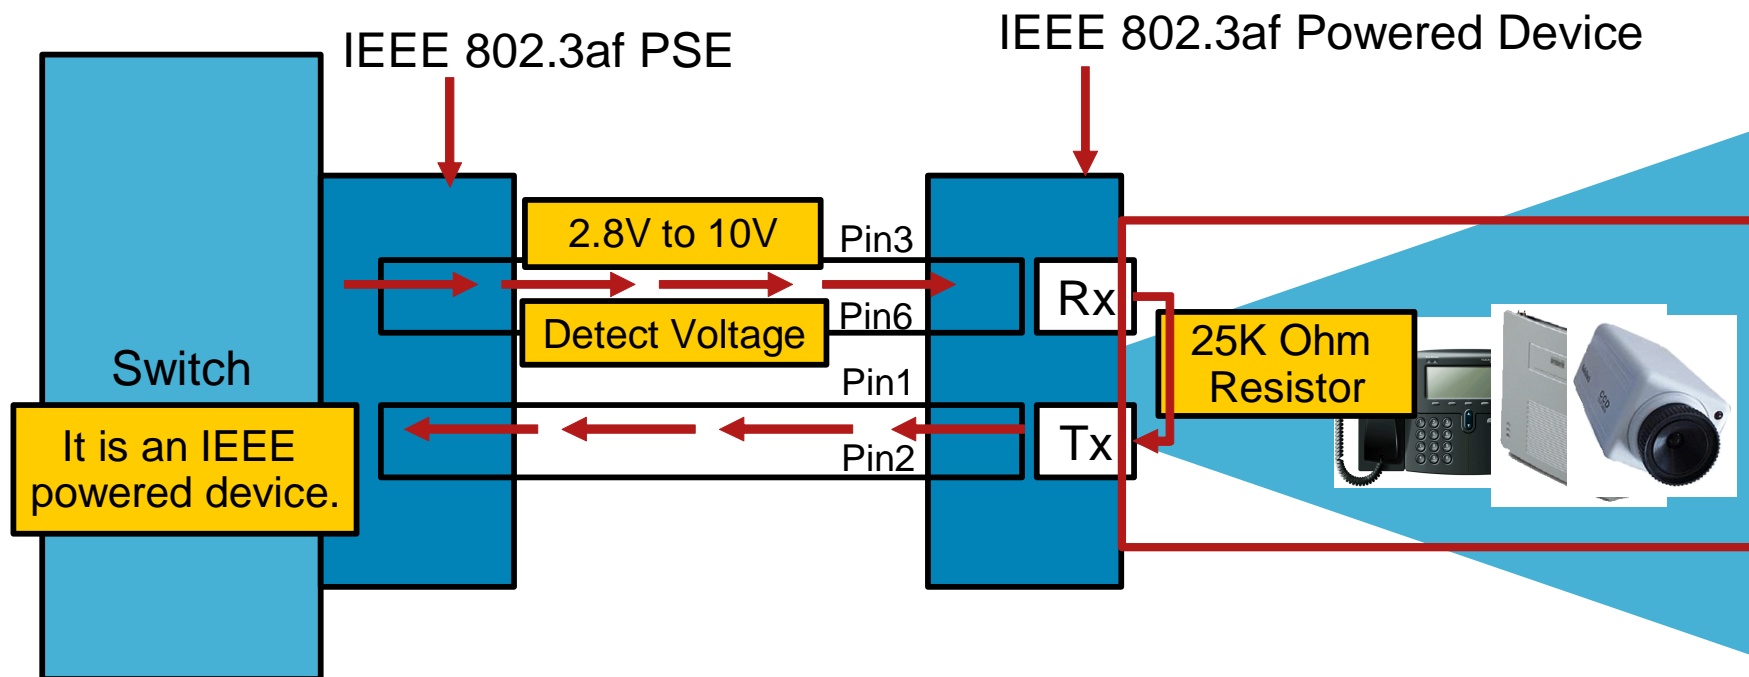 IEEE 802.3af PSE
IEEE 802.3af Powered Device
2.8V to 10V
Pin3
Detect Voltage
Pin6
Rx
25K Ohm
Resistor
Switch
Pin1
Pin2
Tx
It is an IEEE
powered device.
CCD